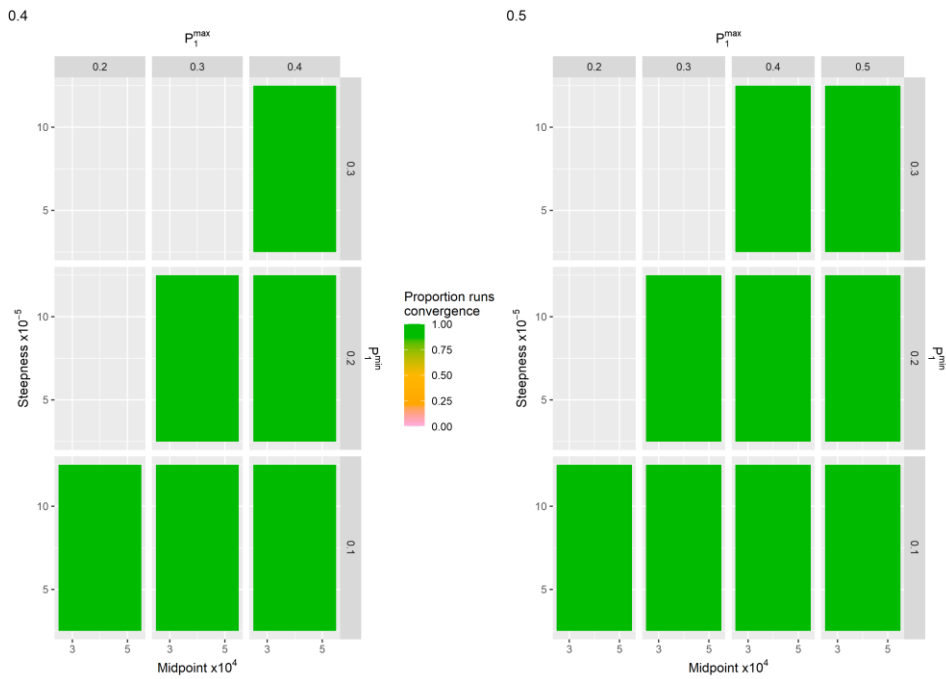 0.4
P₁ᵐᵃˣ
0.2 0.3 0.4
10
5
0.3
10
5
0.2
10
5
0.1
Steepness x10⁻⁵
P₁ᵐⁱⁿ
3 5 3 5 3 5
Midpoint x10⁴
Proportion runs
convergence
1.00
0.75
0.50
0.25
0.00
0.5
P₁ᵐᵃˣ
0.2 0.3 0.4 0.5
10
5
0.3
10
5
0.2
10
5
0.1
Steepness x10⁻⁵
P₁ᵐⁱⁿ
3 5 3 5 3 5 3 5
Midpoint x10⁴